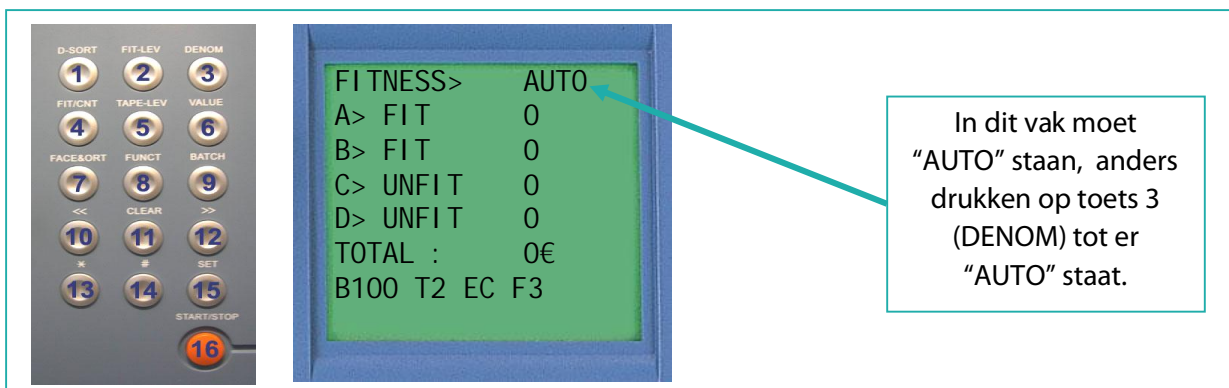 D-SORT FIT-LEV DENOM
1 2 3
FIT/CNT TAPE-LEV VALUE
4 5 6
FACE&ORT FUNCT BATCH
7 8 9
<< CLEAR >>
10 11 12
* # SET
13 14 15
START/STOP
16
FITNESS> AUTO
A> FIT 0
B> FIT 0
C> UNFIT 0
D> UNFIT 0
TOTAL : 0€
B100 T2 EC F3
In dit vak moet
“AUTO” staan, anders
drukken op toets 3
(DENOM) tot er
“AUTO” staat.